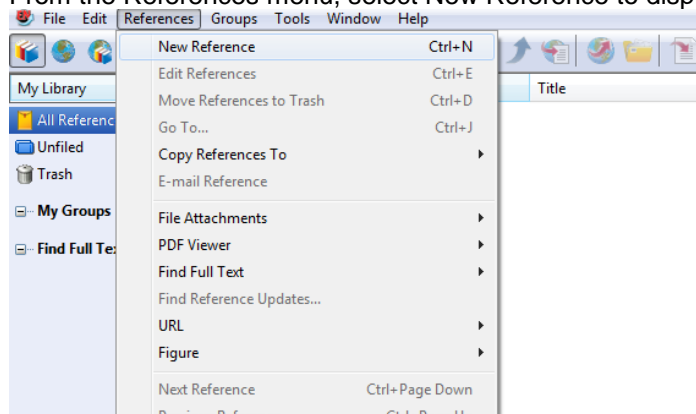 From the References menu, select New Reference to disp
File Edit References Groups Tools Window Help
My Library
Title
All Referenc
Unfiled
Trash
My Groups
Find Full Te
New Reference Ctrl+N
Edit References Ctrl+E
Move References to Trash Ctrl+D
Go To... Ctrl+J
Copy References To
E-mail Reference
File Attachments
PDF Viewer
Find Full Text
Find Reference Updates...
URL
Figure
Next Reference Ctrl+Page Down